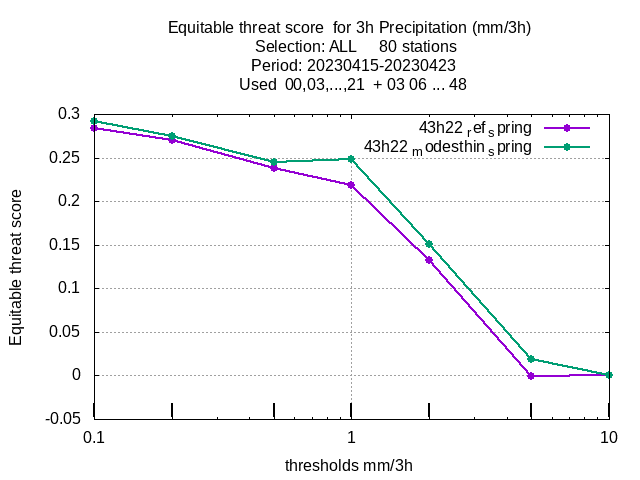 Equitable threat score  for 3h Precipitation (mm/3h)
Selection: ALL     80 stations
Period: 20230415-20230423
Used  00,03,...,21  + 03 06 ... 48
43h22 ref spring
43h22 modesthin spring
0.3
0.25
0.2
0.15
0.1
0.05
0
-0.05
Equitable threat score
0.1
1
10
thresholds mm/3h